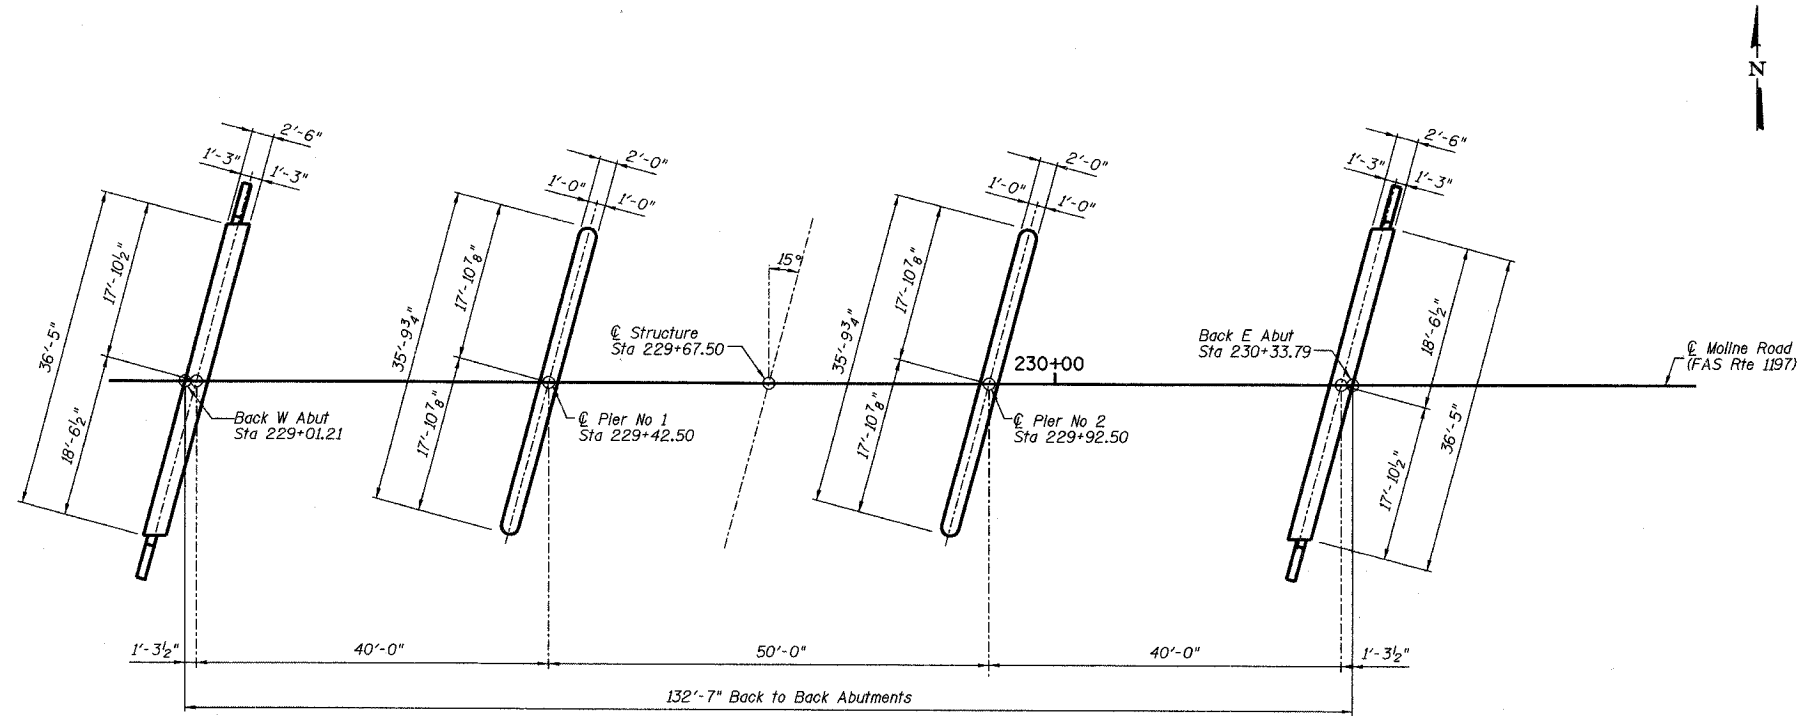 N
2'-6"
1'-3"
1'-3"
17'-10½"
36'-5"
18'-6½"
Back W Abut
Sta 229+01.21
2'-0"
1'-0"
1'-0"
17'-10⅞"
35'-9¾"
17'-10⅞"
℄ Pier No 1
Sta 229+42.50
15°
℄ Structure
Sta 229+67.50
2'-0"
1'-0"
1'-0"
17'-10⅞"
35'-9¾"
17'-10⅞"
℄ Pier No 2
Sta 229+92.50
230+00
2'-6"
1'-3"
1'-3"
Back E Abut
Sta 230+33.79
18'-6½"
36'-5"
17'-10½"
℄ Moline Road
(FAS Rte 1197)
1'-3½"
40'-0"
50'-0"
40'-0"
1'-3½"
132'-7" Back to Back Abutments